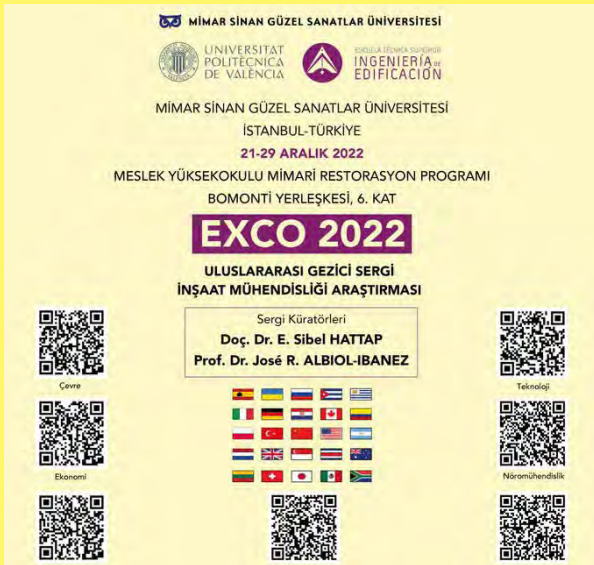 MİMAR SİNAN GÜZEL SANATLAR ÜNİVERSİTESİ
UNIVERSITAT
POLITÈCNICA
DE VALÈNCIA
ESCUELA TÉCNICA SUPERIOR
INGENIERÍA DE
EDIFICACIÓN
MİMAR SİNAN GÜZEL SANATLAR ÜNİVERSİTESİ
İSTANBUL-TÜRKİYE
21-29 ARALIK 2022
MESLEK YÜKSEKOKULU MİMARİ RESTORASYON PROGRAMI
BOMONTİ YERLEŞKESİ, 6. KAT
EXCO 2022
ULUSLARARASI GEZİCİ SERGİ
İNŞAAT MÜHENDİSLİĞİ ARAŞTIRMASI
Sergi Küratörleri
Doç. Dr. E. Sibel HATTAP
Prof. Dr. José R. ALBIOL-IBANEZ
Çevre
Teknoloji
Ekonomi
Nöromühendislik